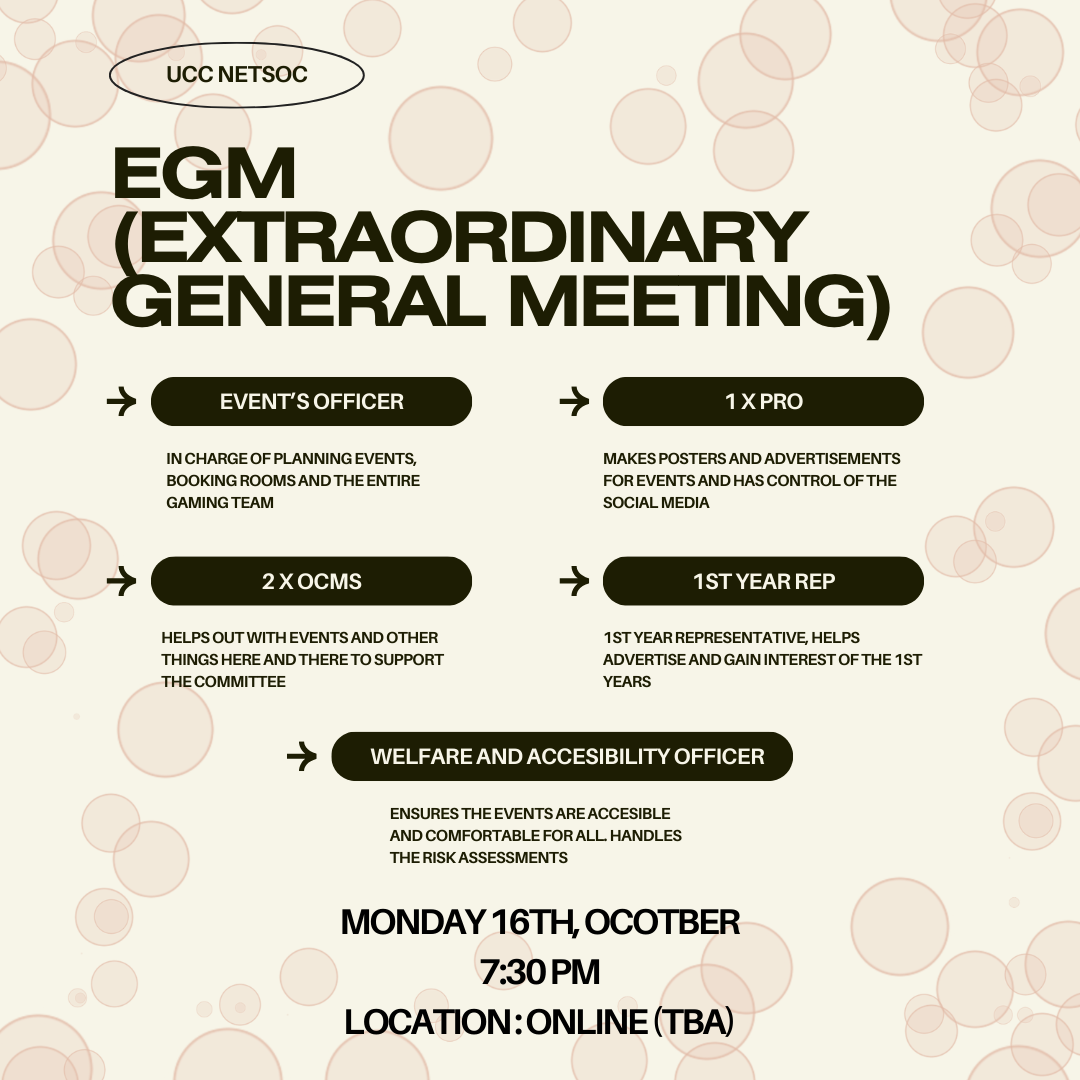 UCC NETSOC
EGM
(EXTRAORDINARY
GENERAL MEETING)
EVENT'S OFFICER
IN CHARGE OF PLANNING EVENTS,
BOOKING ROOMS AND THE ENTIRE
GAMING TEAM
1 X PRO
MAKES POSTERS AND ADVERTISEMENTS
FOR EVENTS AND HAS CONTROL OF THE
SOCIAL MEDIA
2 X OCMS
HELPS OUT WITH EVENTS AND OTHER
THINGS HERE AND THERE TO SUPPORT
THE COMMITTEE
1ST YEAR REP
1ST YEAR REPRESENTATIVE, HELPS
ADVERTISE AND GAIN INTEREST OF THE 1ST
YEARS
WELFARE AND ACCESIBILITY OFFICER
ENSURES THE EVENTS ARE ACCESIBLE
AND COMFORTABLE FOR ALL. HANDLES
THE RISK ASSESSMENTS
MONDAY 16TH, OCOTBER
7:30 PM
LOCATION : ONLINE (TBA)